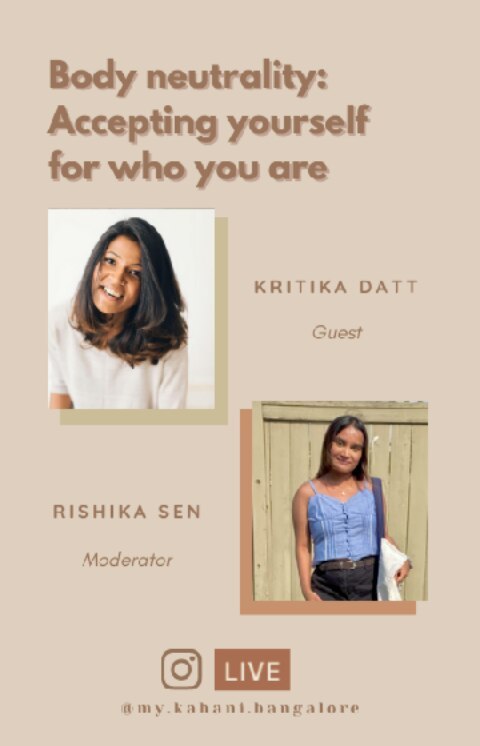 Body neutrality:
Accepting yourself
for who you are
KRITIKA DATT
Guest
RISHIKA SEN
Moderator
LIVE
@my.kahani.bangalore